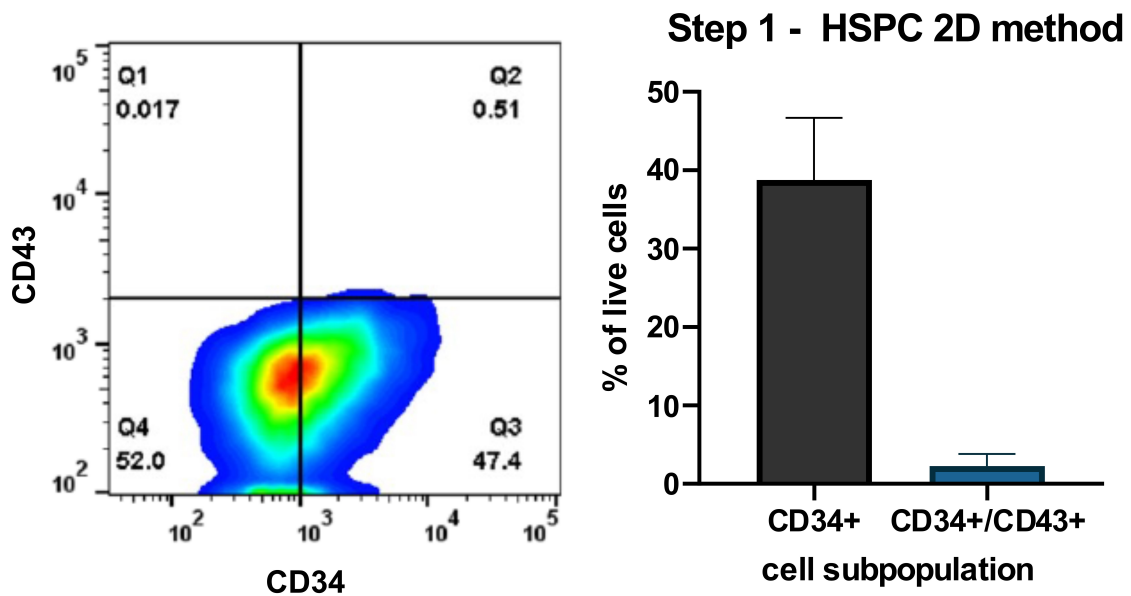 Step 1 - HSPC 2D method
10^5
Q1
0.017
Q2
0.51
10^4
CD43
10^3
Q4
52.0
Q3
47.4
10^2
10^2
10^3
10^4
10^5
CD34
50
40
30
20
10
0
% of live cells
CD34+
CD34+/CD43+
cell subpopulation